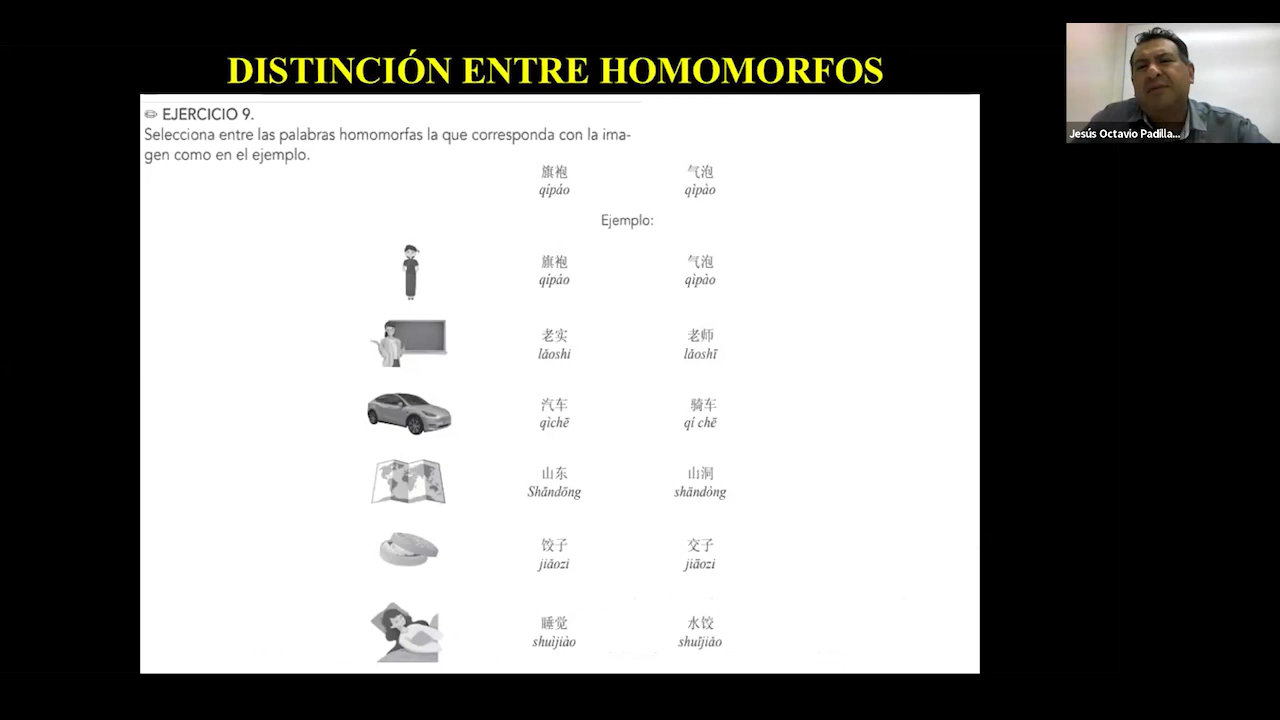 DISTINCIÓN ENTRE HOMOMORFOS
✏ EJERCICIO 9.
Selecciona entre las palabras homomorfas la que corresponda con la ima-
gen como en el ejemplo.
旗袍 气泡
qípáo qìpào
Ejemplo:
旗袍 气泡
qípáo qìpào
老实 老师
lǎoshi lǎoshī
汽车 骑车
qìchē qí chē
山东 山洞
Shāndōng shāndòng
饺子 交子
jiǎozi jiāozi
睡觉 水饺
shuìjiào shuǐjiǎo
Jesús Octavio Padilla...